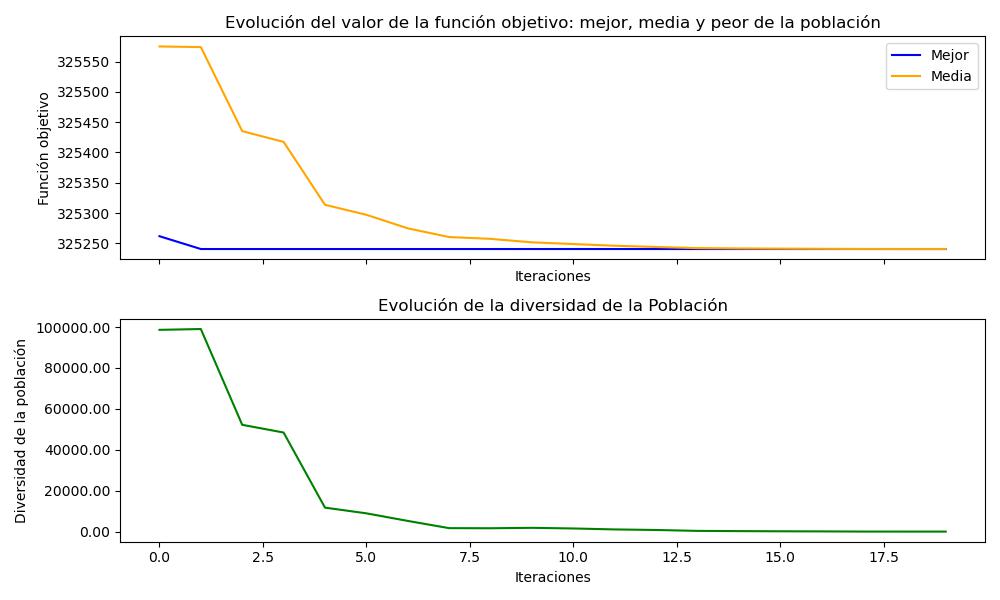 Evolución del valor de la función objetivo: mejor, media y peor de la población
Función objetivo
325550
325500
325450
325400
325350
325300
325250
Mejor
Media
Iteraciones
Evolución de la diversidad de la Población
Diversidad de la población
100000.00
80000.00
60000.00
40000.00
20000.00
0.00
0.0 2.5 5.0 7.5 10.0 12.5 15.0 17.5
Iteraciones